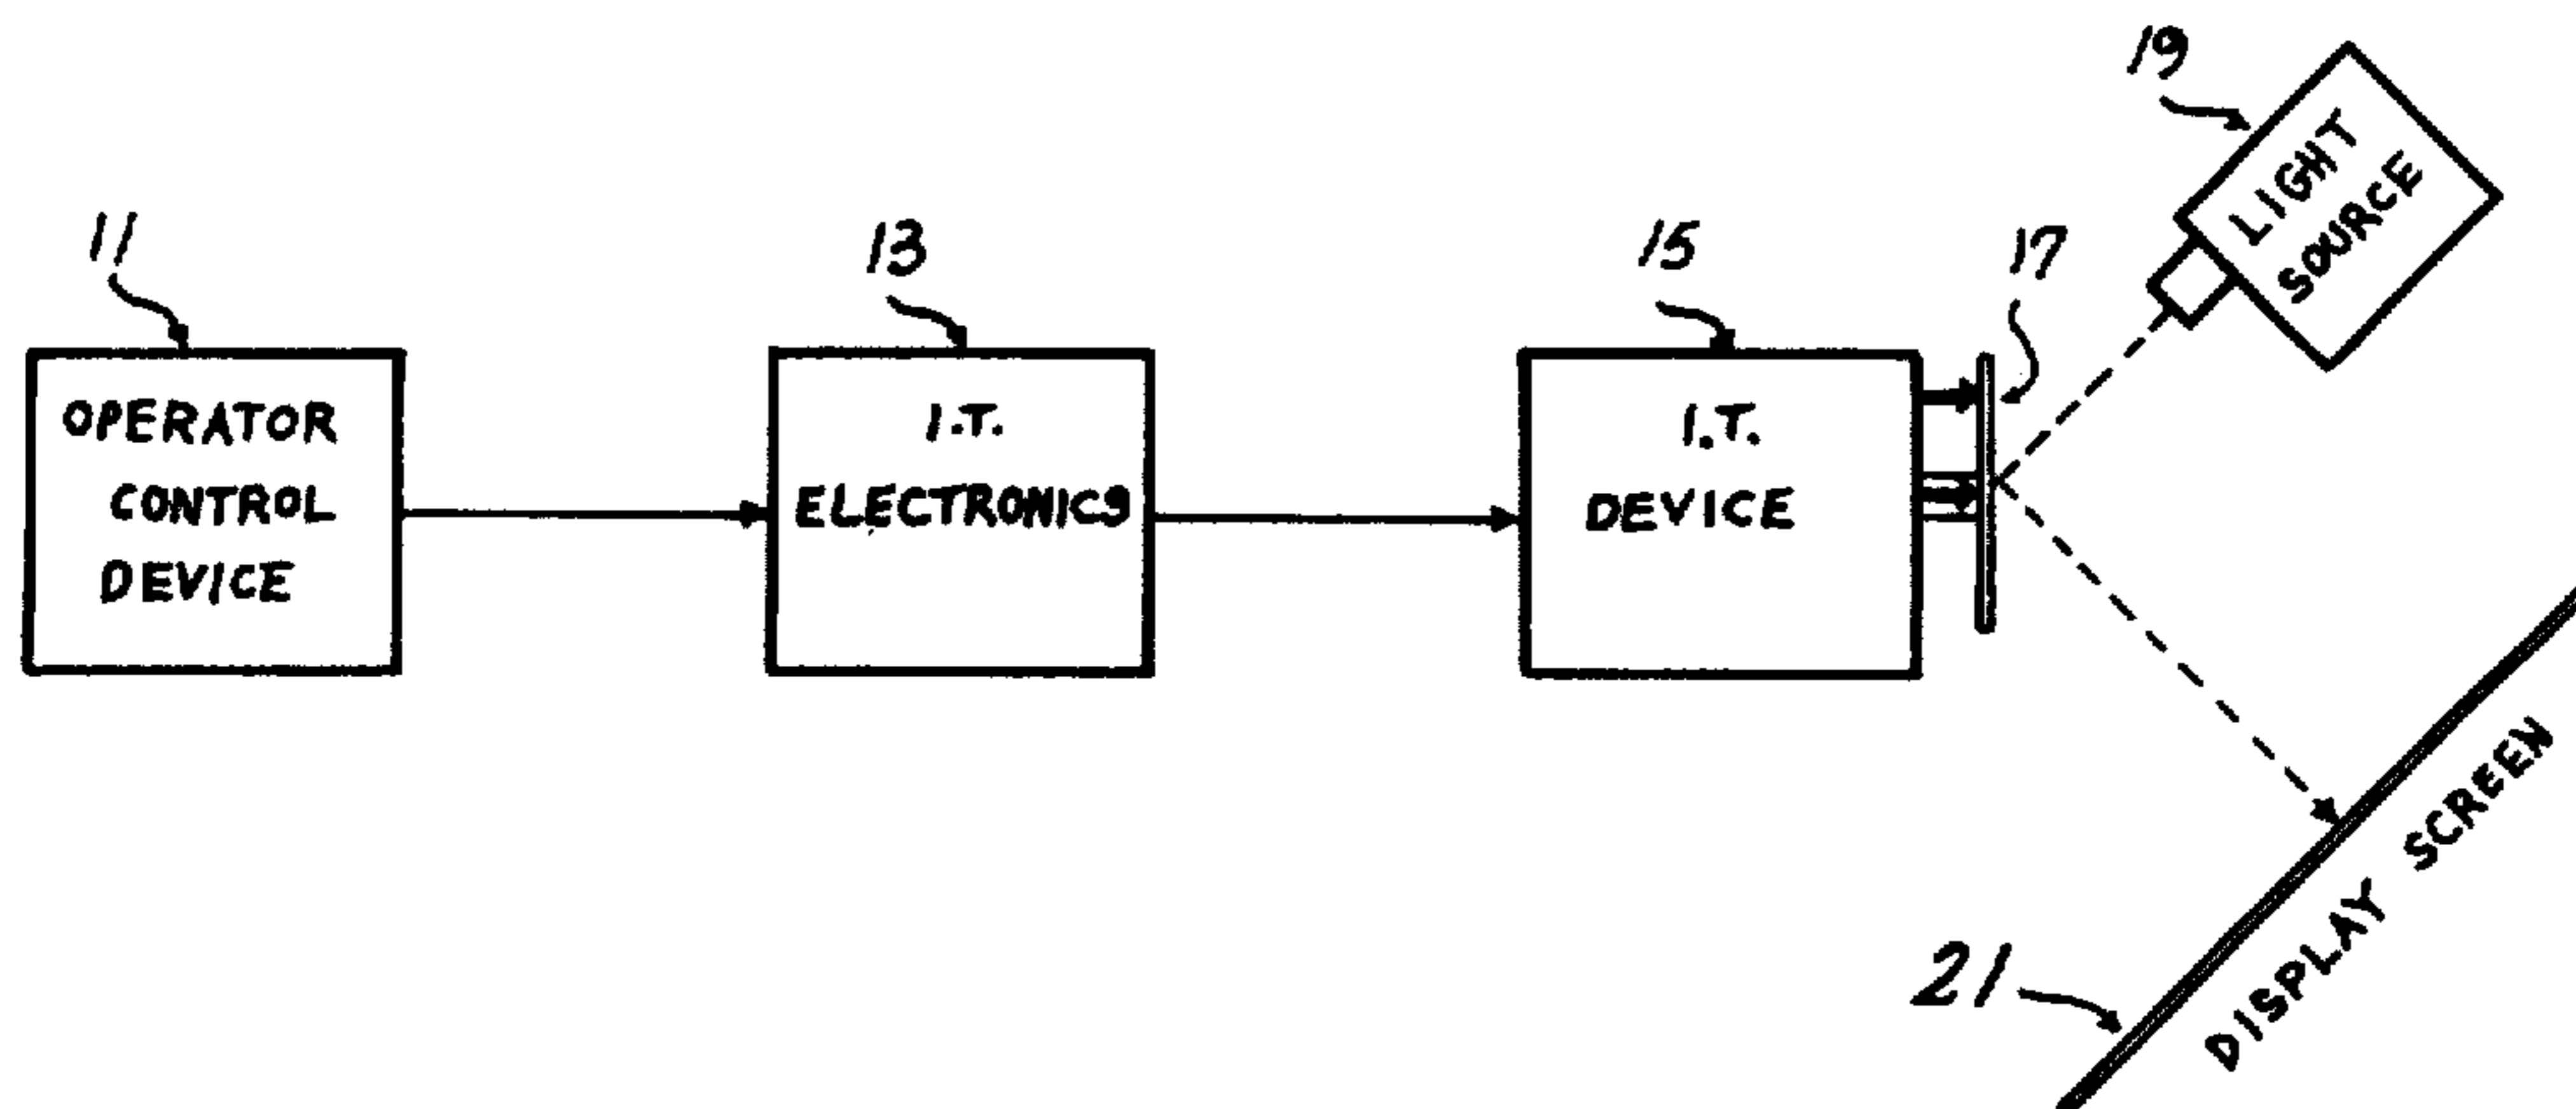 11
OPERATOR
CONTROL
DEVICE
13
I.T.
ELECTRONICS
15
I.T.
DEVICE
17
19
LIGHT
SOURCE
21
DISPLAY SCREEN